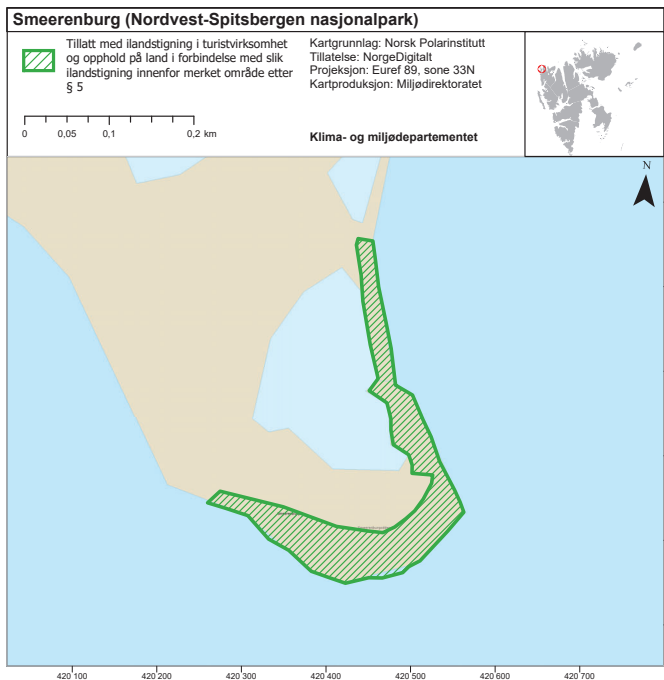 Smeerenburg (Nordvest-Spitsbergen nasjonalpark)
Tillatt med ilandstigning i turistvirksomhet
og opphold på land i forbindelse med slik
ilandstigning innenfor merket område etter
§ 5
0 0,05 0,1 0,2 km
Kartgrunnlag: Norsk Polarinstitutt
Tillatelse: NorgeDigitalt
Projeksjon: Euref 89, sone 33N
Kartproduksjon: Miljødirektoratet
Klima- og miljødepartementet
N
420 100 420 200 420 300 420 400 420 500 420 600 420 700